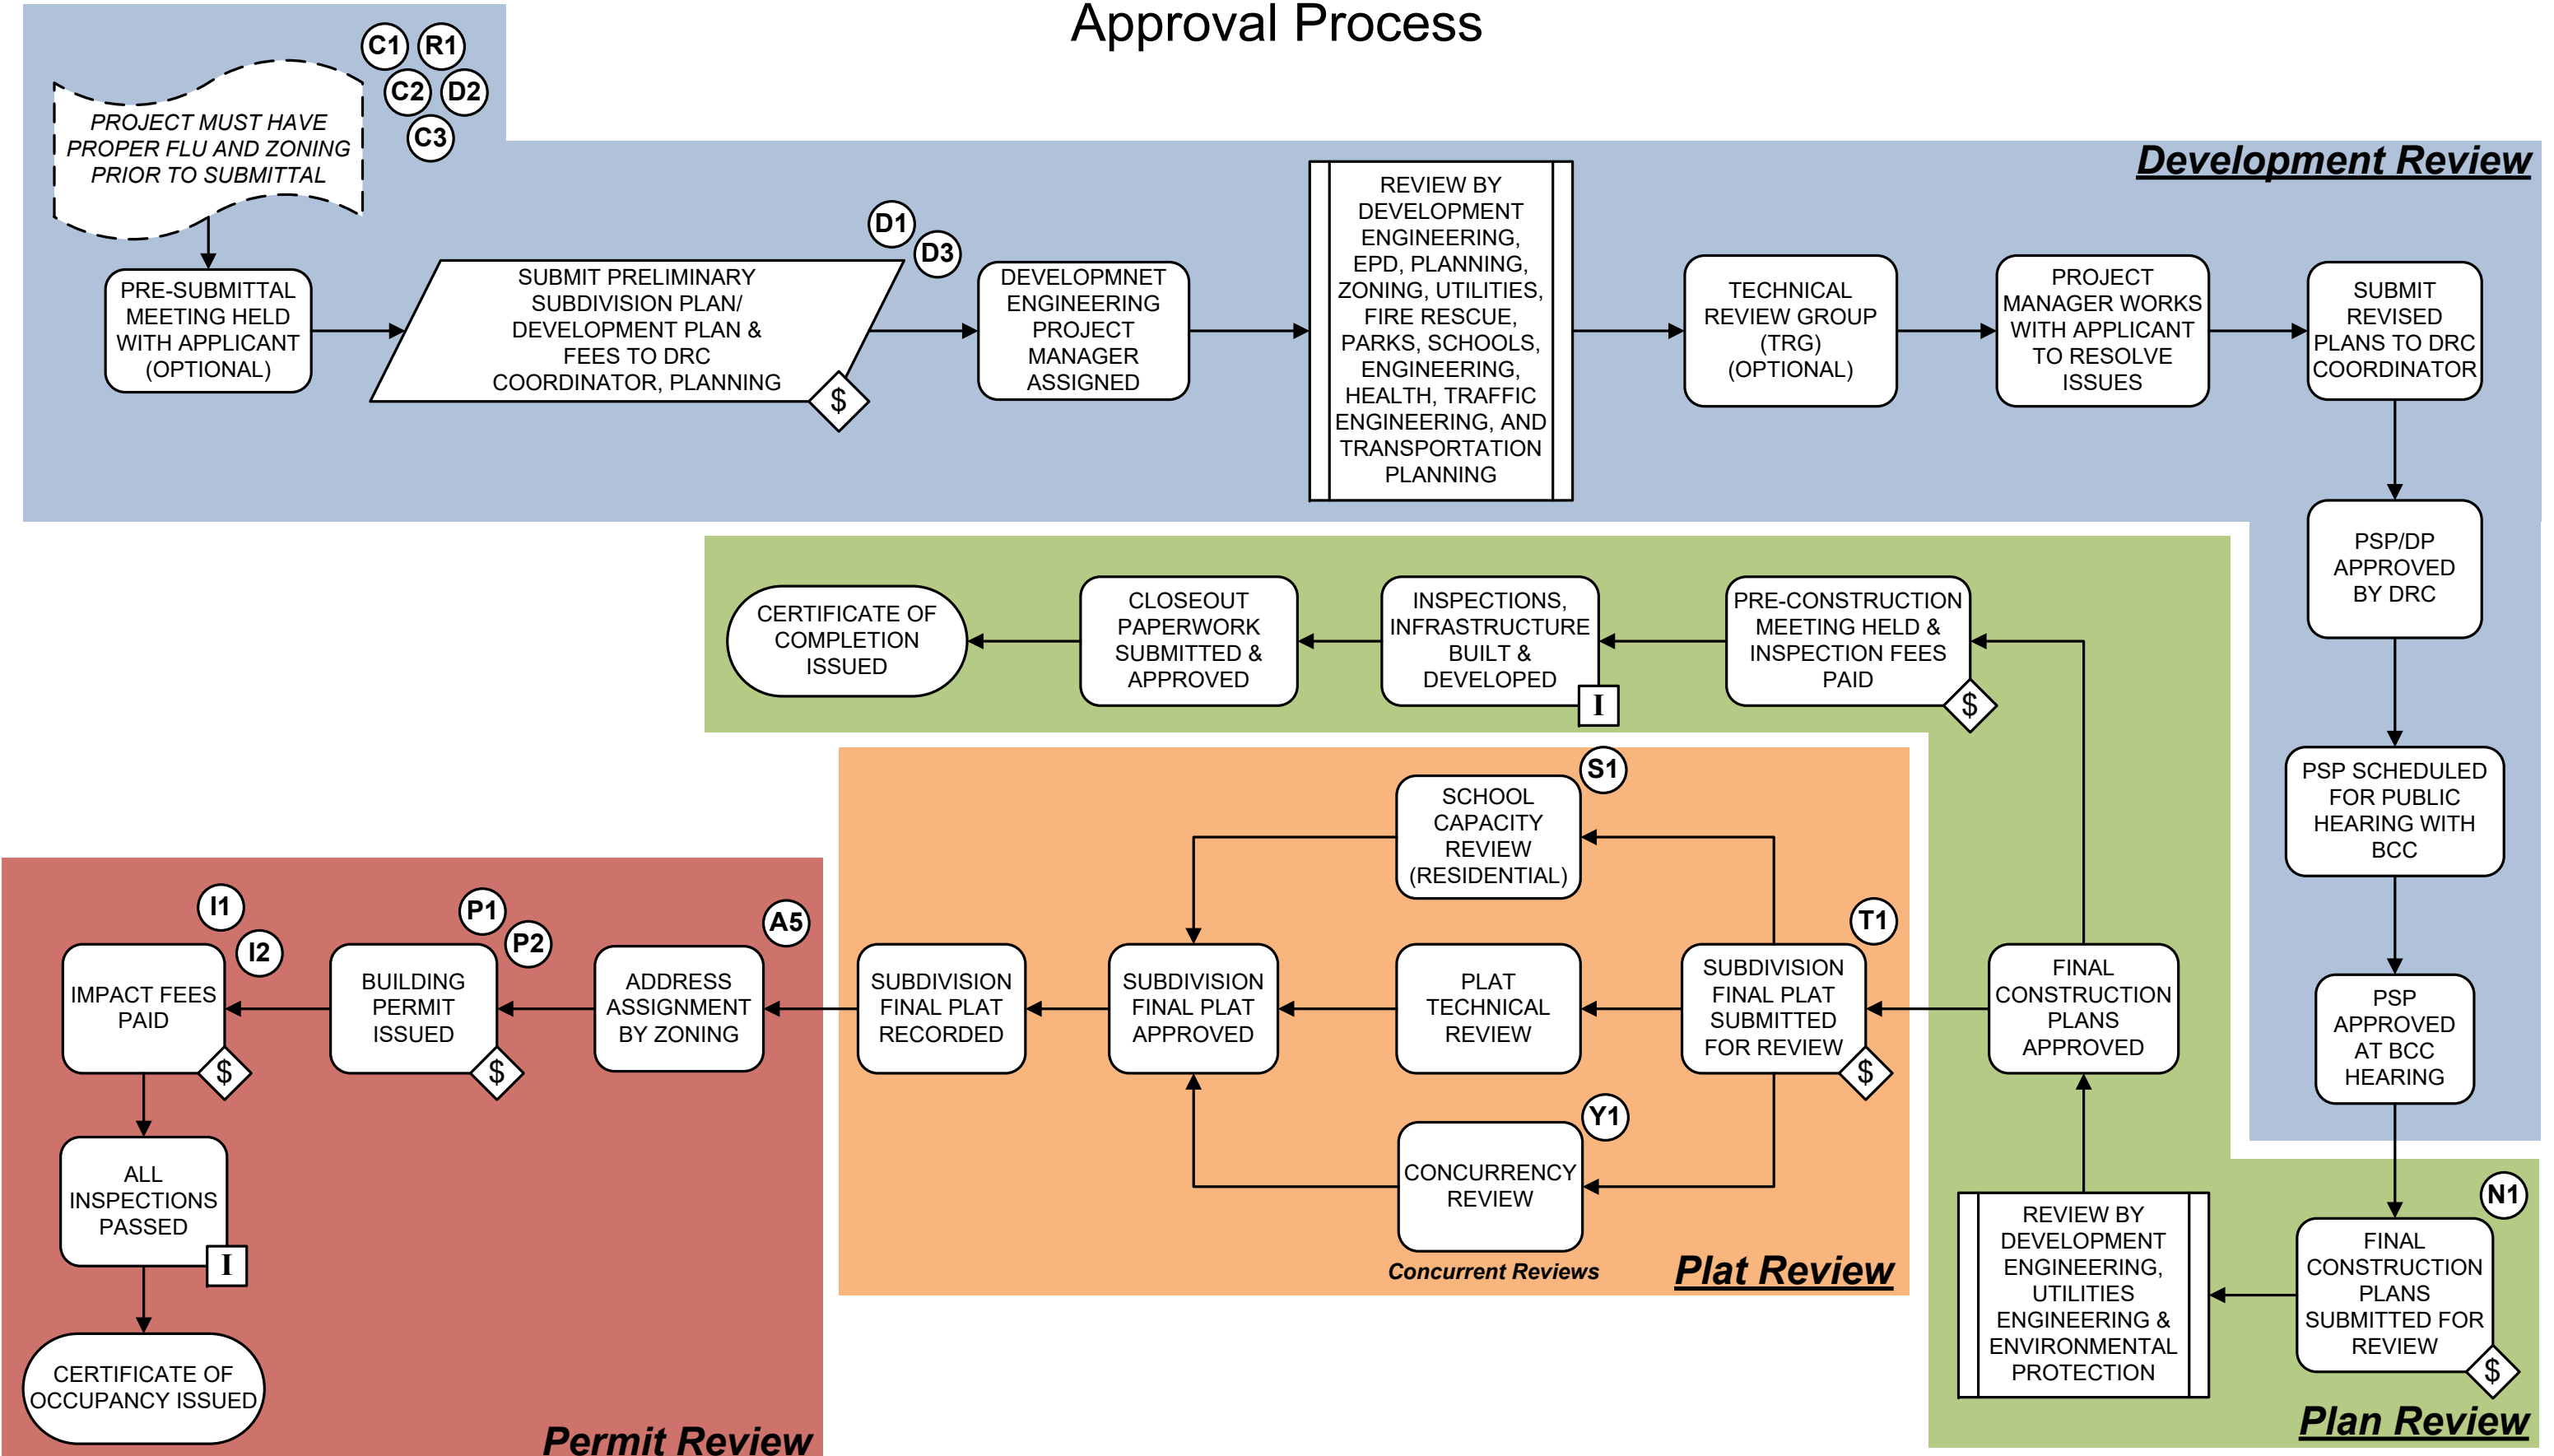 Approval Process
C1
R1
C2
D2
C3
PROJECT MUST HAVE
PROPER FLU AND ZONING
PRIOR TO SUBMITTAL
Development Review
PRE-SUBMITTAL
MEETING HELD
WITH APPLICANT
(OPTIONAL)
D1
D3
SUBMIT PRELIMINARY
SUBDIVISION PLAN/
DEVELOPMENT PLAN &
FEES TO DRC
COORDINATOR, PLANNING
$
DEVELOPMNET
ENGINEERING
PROJECT
MANAGER
ASSIGNED
REVIEW BY
DEVELOPMENT
ENGINEERING,
EPD, PLANNING,
ZONING, UTILITIES,
FIRE RESCUE,
PARKS, SCHOOLS,
ENGINEERING,
HEALTH, TRAFFIC
ENGINEERING, AND
TRANSPORTATION
PLANNING
TECHNICAL
REVIEW GROUP
(TRG)
(OPTIONAL)
PROJECT
MANAGER WORKS
WITH APPLICANT
TO RESOLVE
ISSUES
SUBMIT
REVISED
PLANS TO DRC
COORDINATOR
PSP/DP
APPROVED
BY DRC
PSP SCHEDULED
FOR PUBLIC
HEARING WITH
BCC
PSP
APPROVED
AT BCC
HEARING
N1
FINAL
CONSTRUCTION
PLANS
SUBMITTED FOR
REVIEW
$
Plan Review
REVIEW BY
DEVELOPMENT
ENGINEERING,
UTILITIES
ENGINEERING &
ENVIRONMENTAL
PROTECTION
FINAL
CONSTRUCTION
PLANS
APPROVED
PRE-CONSTRUCTION
MEETING HELD &
INSPECTION FEES
PAID
$
INSPECTIONS,
INFRASTRUCTURE
BUILT &
DEVELOPED
I
CLOSEOUT
PAPERWORK
SUBMITTED &
APPROVED
CERTIFICATE OF
COMPLETION
ISSUED
T1
SUBDIVISION
FINAL PLAT
SUBMITTED
FOR REVIEW
$
S1
SCHOOL
CAPACITY
REVIEW
(RESIDENTIAL)
PLAT
TECHNICAL
REVIEW
Y1
CONCURRENCY
REVIEW
Concurrent Reviews
Plat Review
SUBDIVISION
FINAL PLAT
APPROVED
SUBDIVISION
FINAL PLAT
RECORDED
A5
ADDRESS
ASSIGNMENT
BY ZONING
P1
P2
BUILDING
PERMIT
ISSUED
$
I1
I2
IMPACT FEES
PAID
$
ALL
INSPECTIONS
PASSED
I
CERTIFICATE OF
OCCUPANCY ISSUED
Permit Review